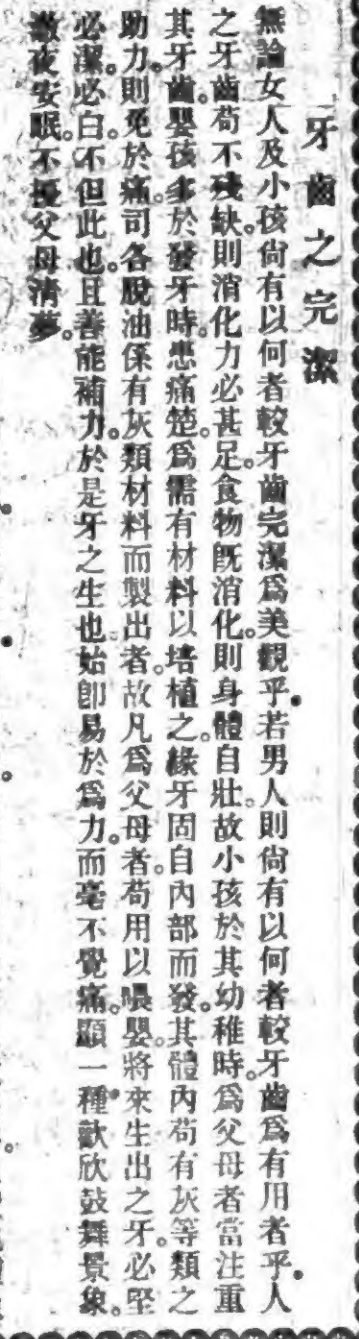 牙齒之完潔
無論女人及小孩尙有以何者較牙齒完潔爲美觀乎若男人則尙有以何者較牙齒爲有用者乎人
之牙齒苟不殘缺則消化力必甚足食物旣消化則身體自壯故小孩於其幼稚時爲父母者當注重
其牙齒嬰孩多於發牙時患痛楚爲需有材料以培植之緣牙固自內部而發其體內苟有灰等類之
助力則免於痛司各脫油係有灰類材料而製出者故凡爲父母者苟用以喂嬰將來生出之牙必堅
必潔必白不但此也且善能補力於是牙之生也始卽易於爲力而毫不覺痛顯一種歡欣鼓舞景象
徹夜安眠不擾父母清夢